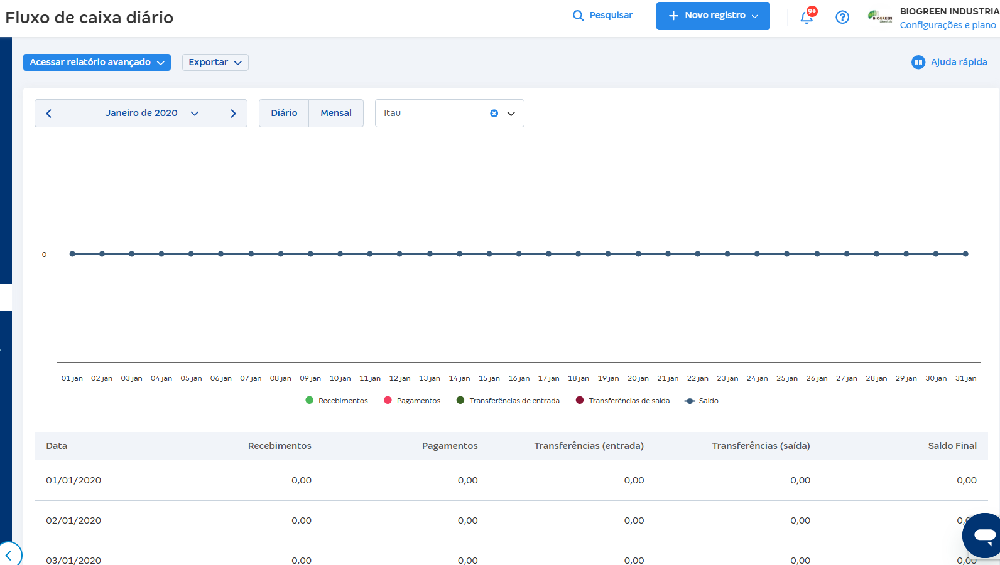 Fluxo de caixa diário
Pesquisar
Novo registro
9+
BIOGREEN
BIOGREEN INDUSTRIA
Configurações e plano
Acessar relatório avançado
Exportar
Ajuda rápida
Janeiro de 2020
Diário
Mensal
Itau
0
01 jan 02 jan 03 jan 04 jan 05 jan 06 jan 07 jan 08 jan 09 jan 10 jan 11 jan 12 jan 13 jan 14 jan 15 jan 16 jan 17 jan 18 jan 19 jan 20 jan 21 jan 22 jan 23 jan 24 jan 25 jan 26 jan 27 jan 28 jan 29 jan 30 jan 31 jan
Recebimentos Pagamentos Transferências de entrada Transferências de saída Saldo
Data Recebimentos Pagamentos Transferências (entrada) Transferências (saída) Saldo Final
01/01/2020 0,00 0,00 0,00 0,00 0,00
02/01/2020 0,00 0,00 0,00 0,00 0,
03/01/2020 0,00 0,00 0,00 0,00 0,00